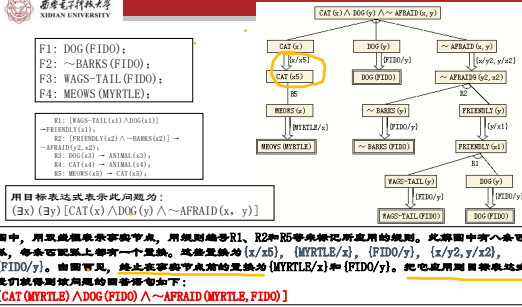 西安电子科技大学
XIDIAN UNIVERSITY
F1: DOG(FIDO);
F2: ～BARKS(FIDO);
F3: WAGS-TAIL(FIDO);
F4: MEOWS(MYRTLE);
R1: [WAGS-TAIL(x1)∧DOG(x1)]
→FRIENDLY(x1);
R2: [FRIENDLY(x2)∧～BARKS(x2)] →
～AFRAID(y2,x2);
R3: DOG(x3) → ANIMAL(x3);
R4: CAT(x4) → ANIMAL(x4);
R5: MEOWS(x5) → CAT(x5);
用目标表达式表示此问题为:
(∃x)(∃y)[CAT(x)∧DOG(y)∧～AFRAID(x, y)]
CAT(x)∧DOG(y)∧～AFRAID(x,y)
CAT(x) DOG(y) ～AFRAID(x,y)
{x/x5} {FIDO/y} {x/y2, y/x2}
CAT(x5) DOG(FIDO) ～AFRAID9(y2,x2)
R5 R2
MEOWS(x) ～BARKS(y) FRIENDLY(y)
{MYRTLE/x} {FIDO/y} {y/x1}
MEOWS(MYRTLE) ～BARKS(FIDO) FRIENDLY(x1)
R1
WAGS-TAIL(y) DOG(y)
{FIDO/y} {FIDO/y}
WAGS-TAIL(FIDO) DOG(FIDO)
图中，用双线框表示事实节点，用规则编号R1、R2和R5等来标记所应用的规则。此解图中有八条匹
系，每条匹配弧上都有一个置换。这些置换为{x/x5}, {MYRTLE/x}, {FIDO/y}, {x/y2,y/x2},
{FIDO/y}. 由图可见，终止在事实节点前的置换为{MYRTLE/x}和{FIDO/y}。把它应用到目标表达式
我们就得到该问题的回答语句如下:
[CAT(MYRTLE)∧DOG(FIDO)∧～AFRAID(MYRTLE,FIDO)]